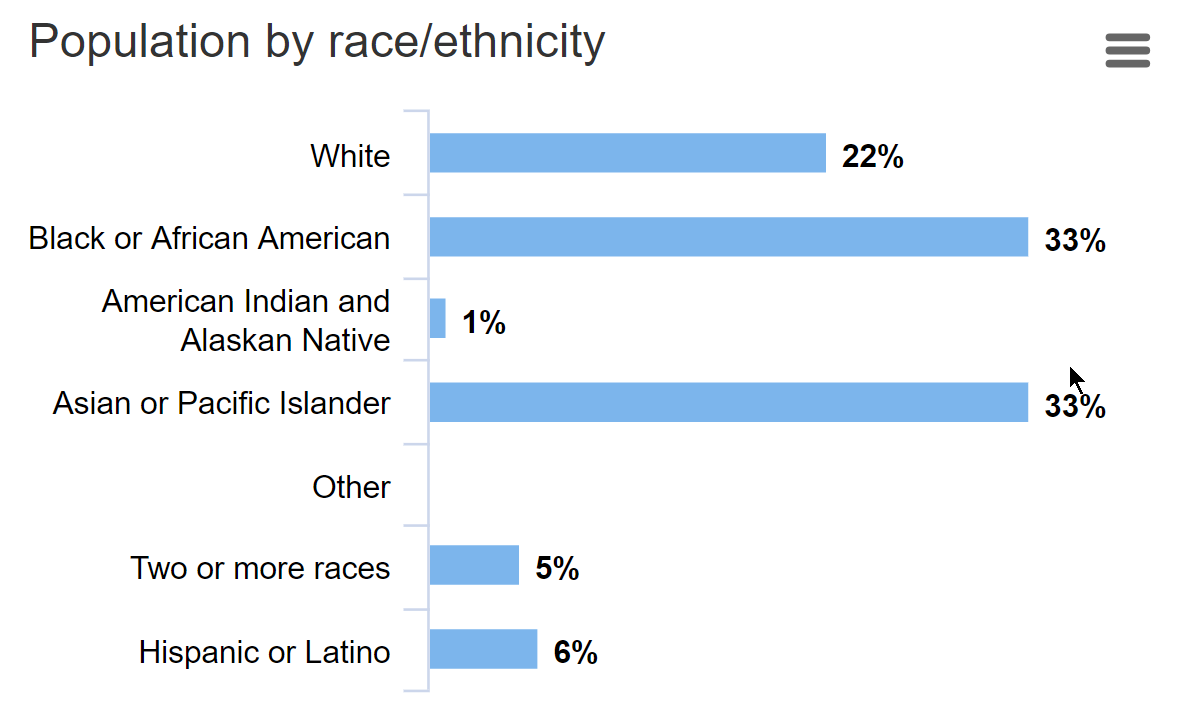 Population by race/ethnicity
White
22%
Black or African American
33%
American Indian and
Alaskan Native
1%
Asian or Pacific Islander
33%
Other
Two or more races
5%
Hispanic or Latino
6%